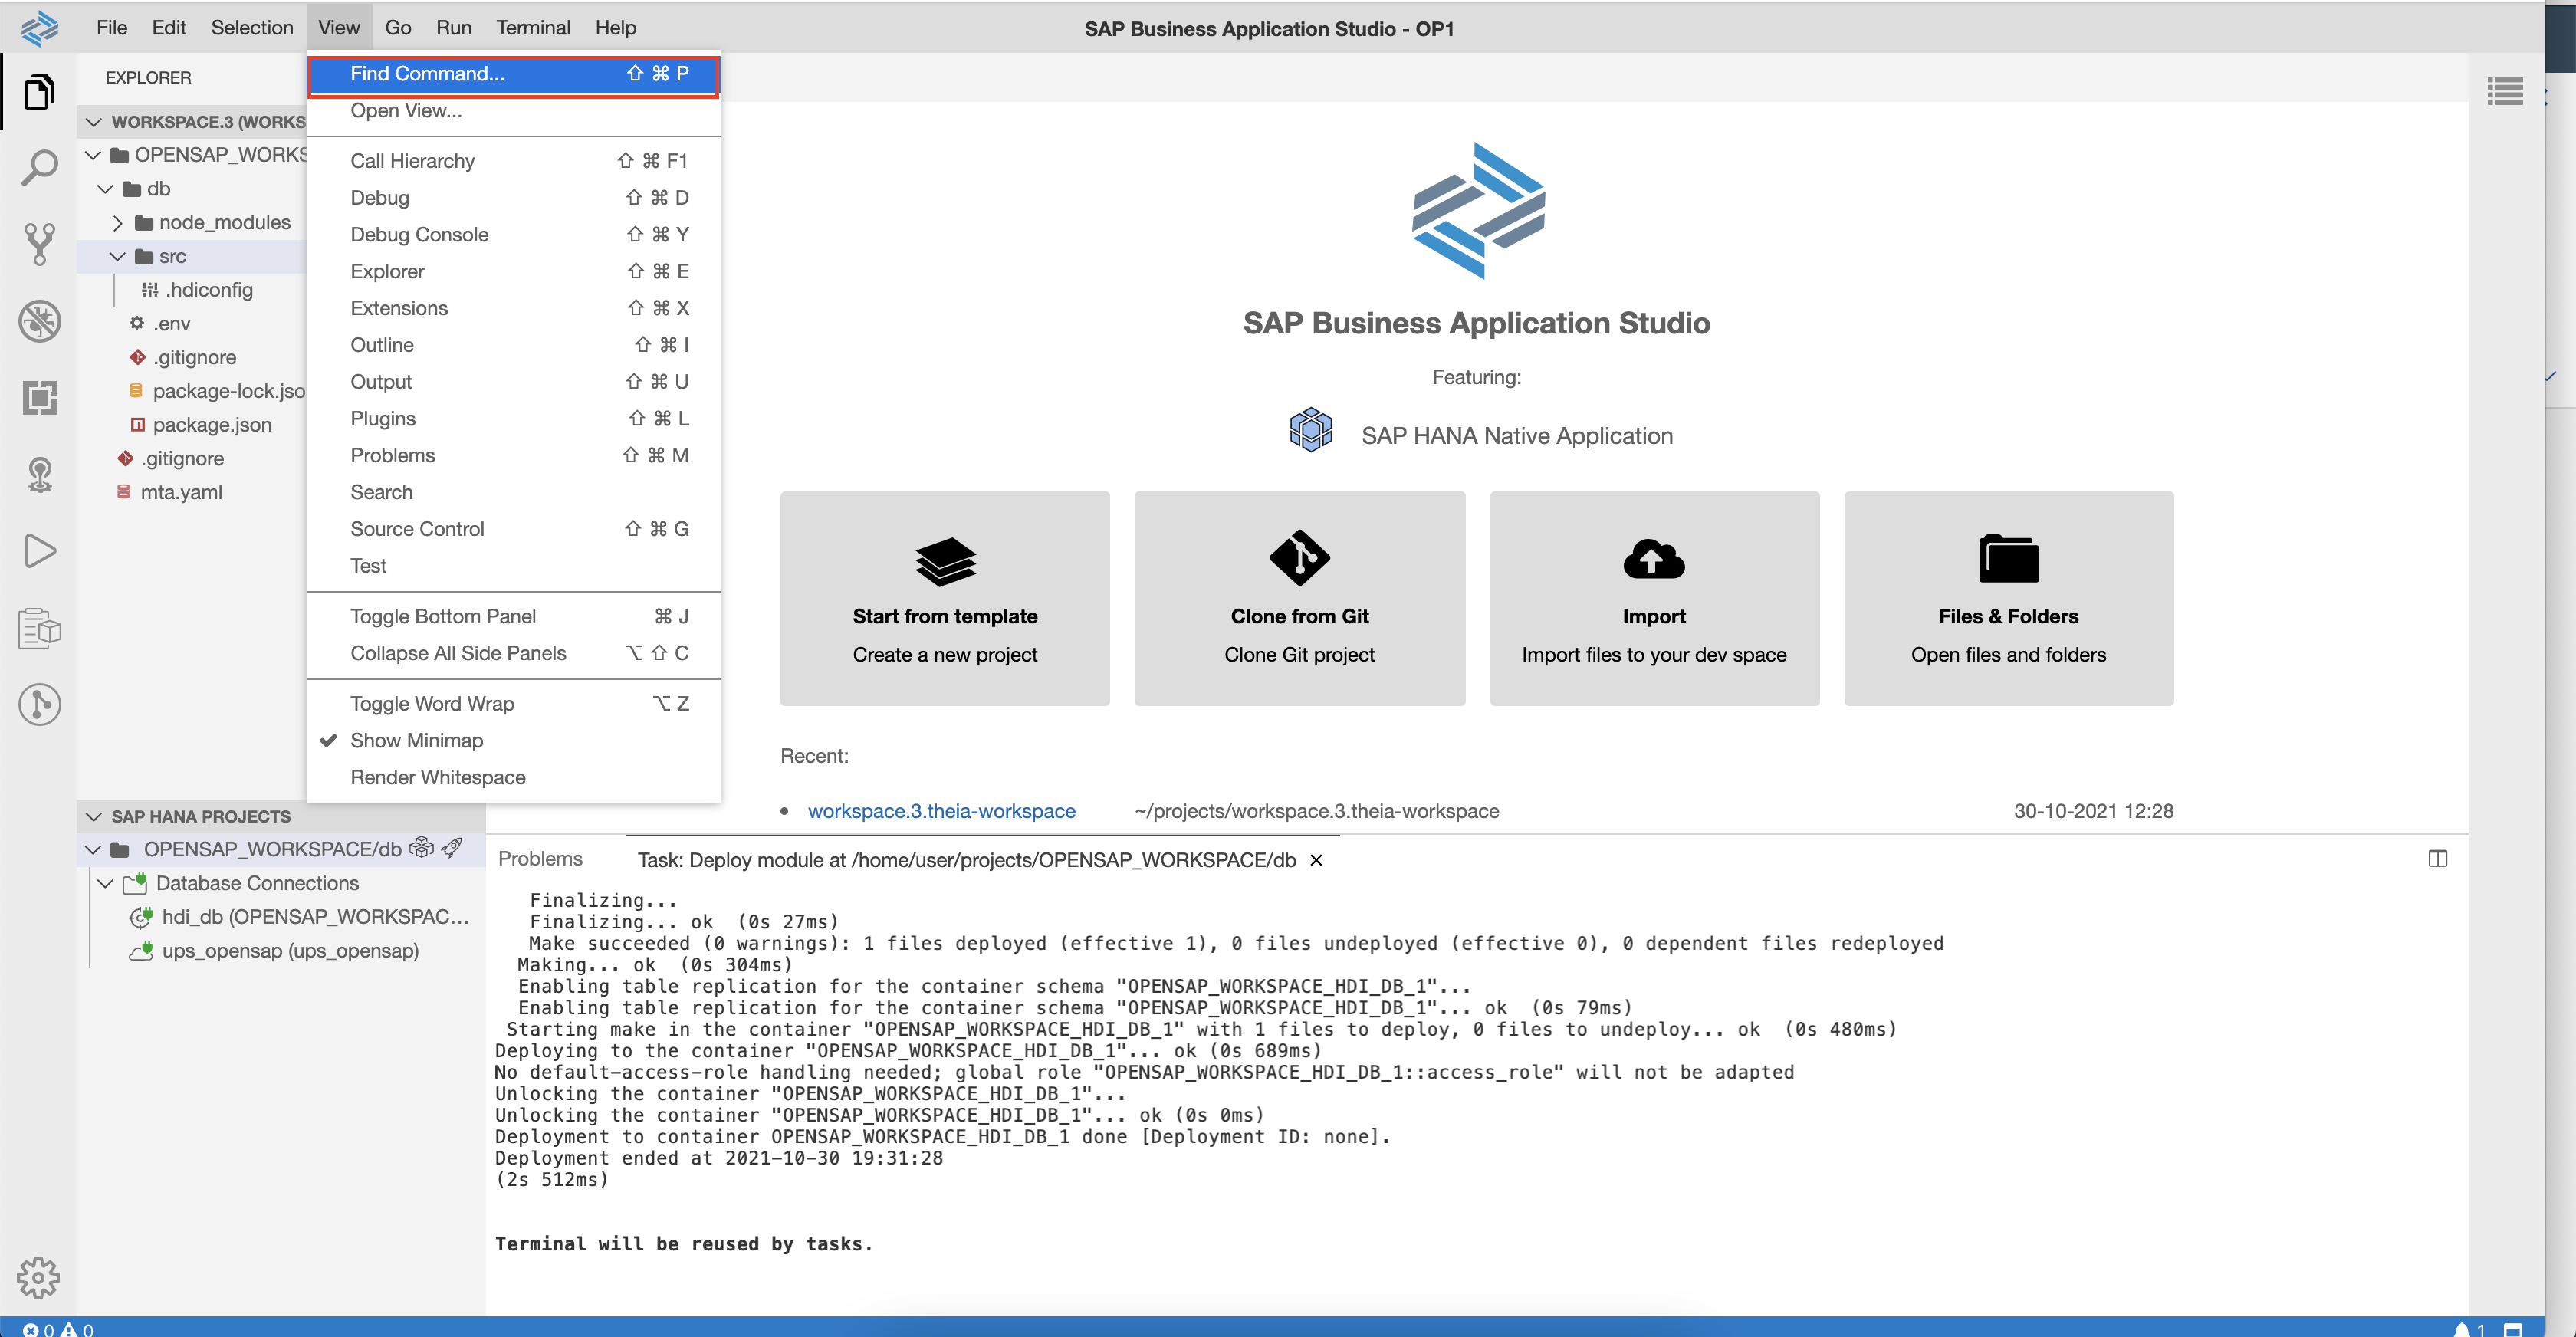 File Edit Selection View Go Run Terminal Help
SAP Business Application Studio - OP1
EXPLORER
WORKSPACE.3 (WORKS
OPENSAP_WORKS
db
node_modules
src
.hdiconfig
.env
.gitignore
package-lock.jso
package.json
.gitignore
mta.yaml
Find Command... ⇧ ⌘ P
Open View...
Call Hierarchy ⇧ ⌘ F1
Debug ⇧ ⌘ D
Debug Console ⇧ ⌘ Y
Explorer ⇧ ⌘ E
Extensions ⇧ ⌘ X
Outline ⇧ ⌘ I
Output ⇧ ⌘ U
Plugins ⇧ ⌘ L
Problems ⇧ ⌘ M
Search
Source Control ⇧ ⌘ G
Test
Toggle Bottom Panel ⌘ J
Collapse All Side Panels ⌥ ⇧ C
Toggle Word Wrap ⌥ Z
Show Minimap
Render Whitespace
SAP Business Application Studio
Featuring:
SAP HANA Native Application
Start from template
Create a new project
Clone from Git
Clone Git project
Import
Import files to your dev space
Files & Folders
Open files and folders
Recent:
workspace.3.theia-workspace ~/projects/workspace.3.theia-workspace 30-10-2021 12:28
SAP HANA PROJECTS
OPENSAP_WORKSPACE/db
Database Connections
hdi_db (OPENSAP_WORKSPAC...
ups_opensap (ups_opensap)
Problems Task: Deploy module at /home/user/projects/OPENSAP_WORKSPACE/db
Finalizing...
Finalizing... ok (0s 27ms)
Make succeeded (0 warnings): 1 files deployed (effective 1), 0 files undeployed (effective 0), 0 dependent files redeployed
Making... ok (0s 304ms)
Enabling table replication for the container schema "OPENSAP_WORKSPACE_HDI_DB_1"...
Enabling table replication for the container schema "OPENSAP_WORKSPACE_HDI_DB_1"... ok (0s 79ms)
Starting make in the container "OPENSAP_WORKSPACE_HDI_DB_1" with 1 files to deploy, 0 files to undeploy... ok (0s 480ms)
Deploying to the container "OPENSAP_WORKSPACE_HDI_DB_1"... ok (0s 689ms)
No default-access-role handling needed; global role "OPENSAP_WORKSPACE_HDI_DB_1::access_role" will not be adapted
Unlocking the container "OPENSAP_WORKSPACE_HDI_DB_1"...
Unlocking the container "OPENSAP_WORKSPACE_HDI_DB_1"... ok (0s 0ms)
Deployment to container OPENSAP_WORKSPACE_HDI_DB_1 done [Deployment ID: none].
Deployment ended at 2021-10-30 19:31:28
(2s 512ms)
Terminal will be reused by tasks.
0 0
1